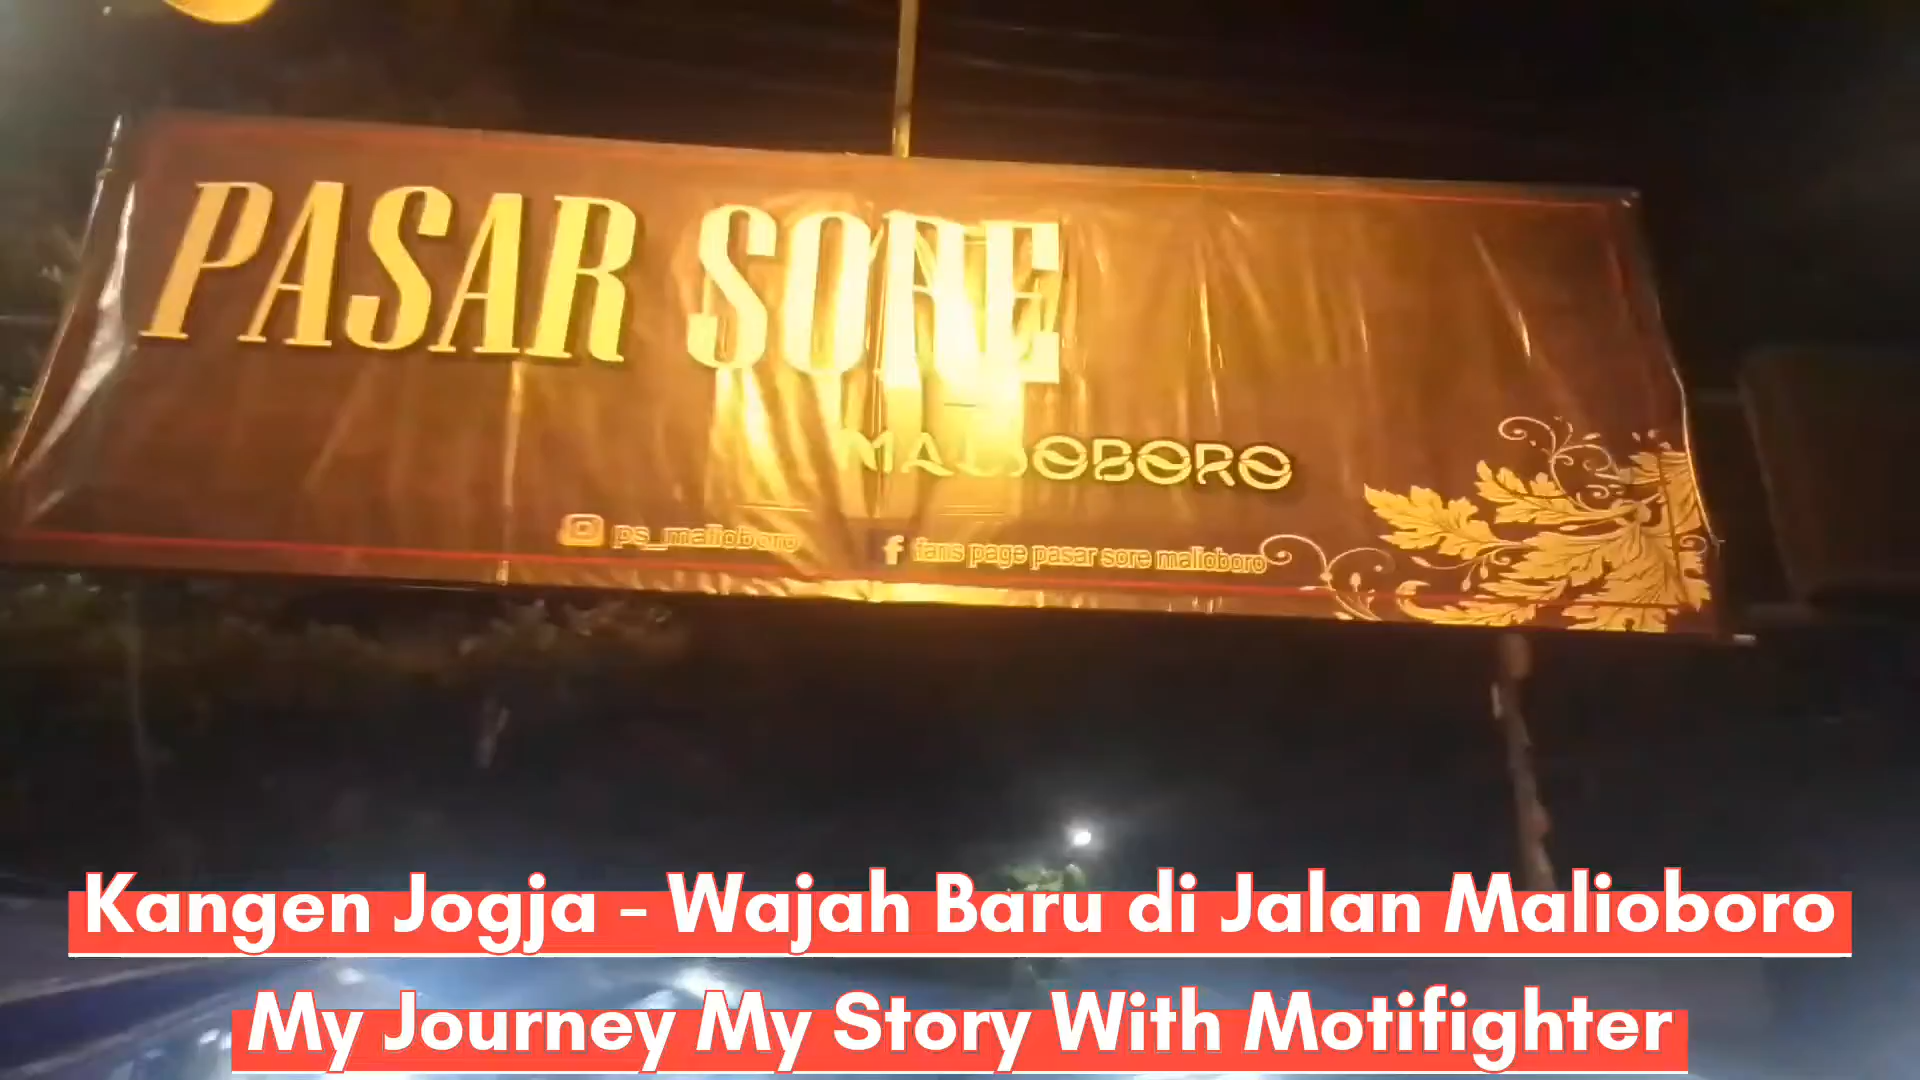 PASAR SORE
MALIOBORO
ps_malioboro
fans page pasar sore malioboro
Kangen Jogja - Wajah Baru di Jalan Malioboro
My Journey My Story With Motifighter